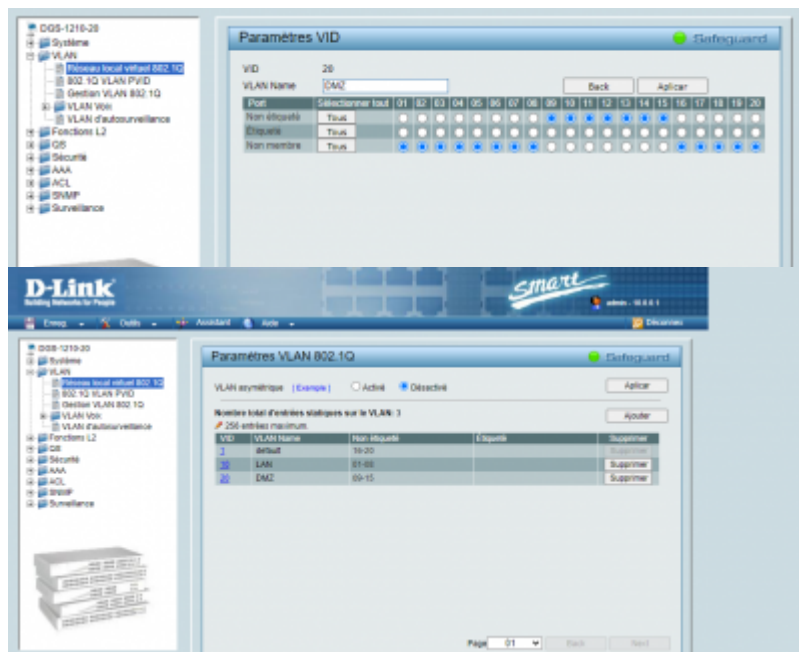 DGS-1210-20
Système
VLAN
Réseau local virtuel 802.1Q
802.1Q VLAN PVID
Gestion VLAN 802.1Q
VLAN Voix
VLAN d'autosurveillance
Fonctions L2
QS
Sécurité
AAA
ACL
SNMP
Surveillance
Paramètres VID
Safeguard
VID 20
VLAN Name DMZ
Back Aplicar
Port Sélectionner tout 01 02 03 04 05 06 07 08 09 10 11 12 13 14 15 16 17 18 19 20
Non étiqueté Tous
Etiqueté Tous
Non membre Tous
D-Link
Building Networks for People
smart
admin - 10.0.0.1
Enreg. Outils Assistant Aide
DGS-1210-20
Système
VLAN
Réseau local virtuel 802.1Q
802.1Q VLAN PVID
Gestion VLAN 802.1Q
VLAN Voix
VLAN d'autosurveillance
Fonctions L2
QS
Sécurité
AAA
ACL
SNMP
Surveillance
Paramètres VLAN 802.1Q
Safeguard
VLAN asymétrique [Exemple] Activé Désactivé Aplicar
Nombre total d'entrées statiques sur le VLAN: 3 Ajouter
256 entrées maximum.
VID VLAN Name Non étiqueté Etiqueté Supprimer
1 default 16-20 Supprimer
10 LAN 01-08 Supprimer
20 DMZ 09-15 Supprimer
Page 01 Back Next